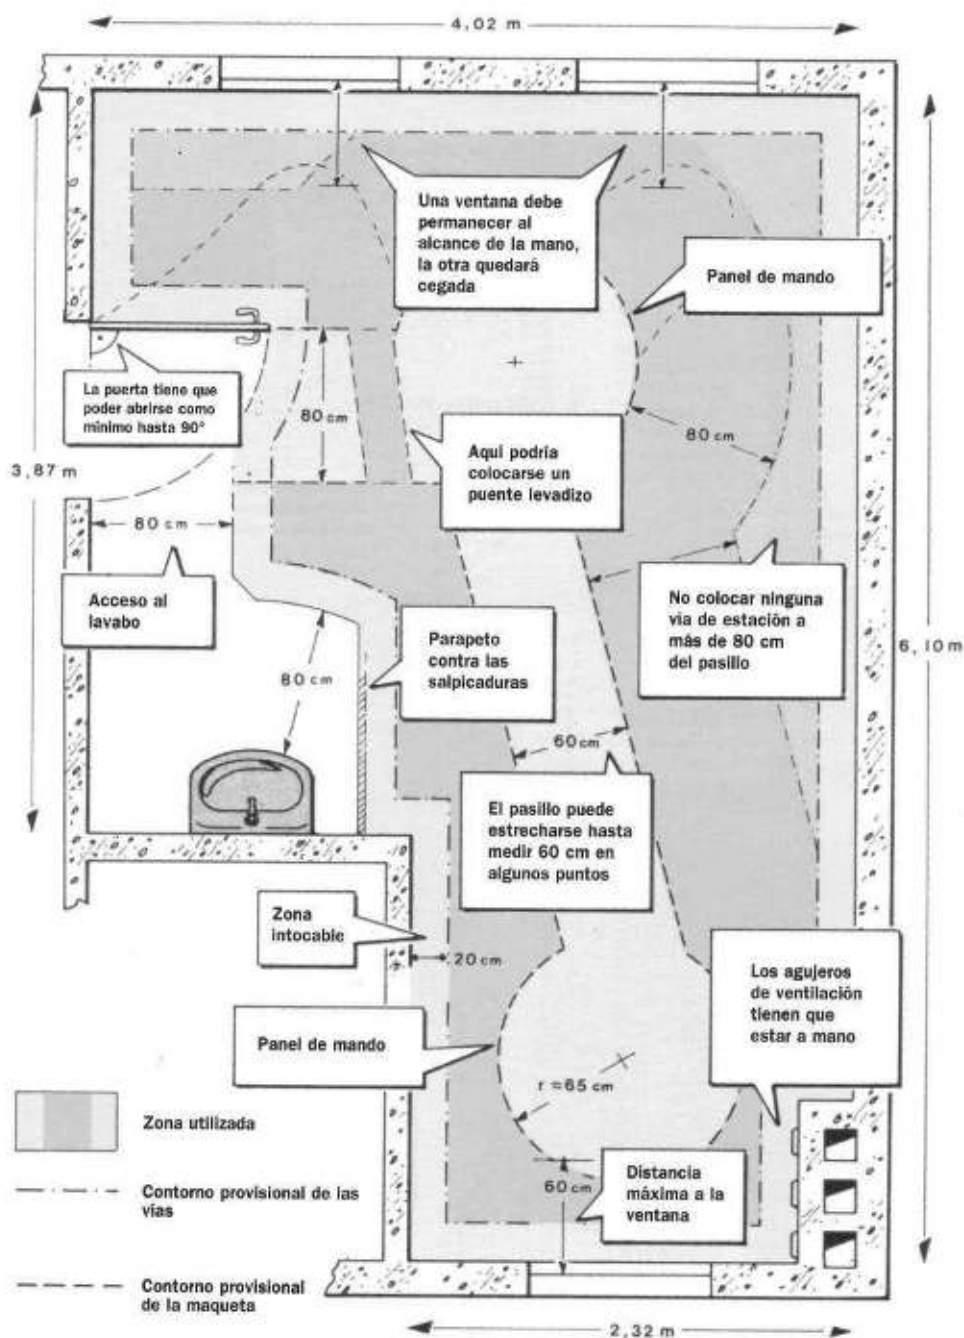 4,02 m
Una ventana debe
permanecer al
alcance de la mano,
la otra quedará
cegada
Panel de mando
La puerta tiene que
poder abrirse como
mínimo hasta 90°
80 cm
80 cm
3,87 m
Aquí podría
colocarse un
puente levadizo
80 cm
Acceso al
lavabo
No colocar ninguna
vía de estación a
más de 80 cm
del pasillo
6,10 m
Parapeto
contra las
salpicaduras
80 cm
60 cm
El pasillo puede
estrecharse hasta
medir 60 cm en
algunos puntos
Zona
intocable
20 cm
Los agujeros
de ventilación
tienen que
estar a mano
Panel de mando
r ≈ 65 cm
Zona utilizada
60 cm
Distancia
máxima a la
ventana
Contorno provisional de las
vías
Contorno provisional
de la maqueta
2,32 m